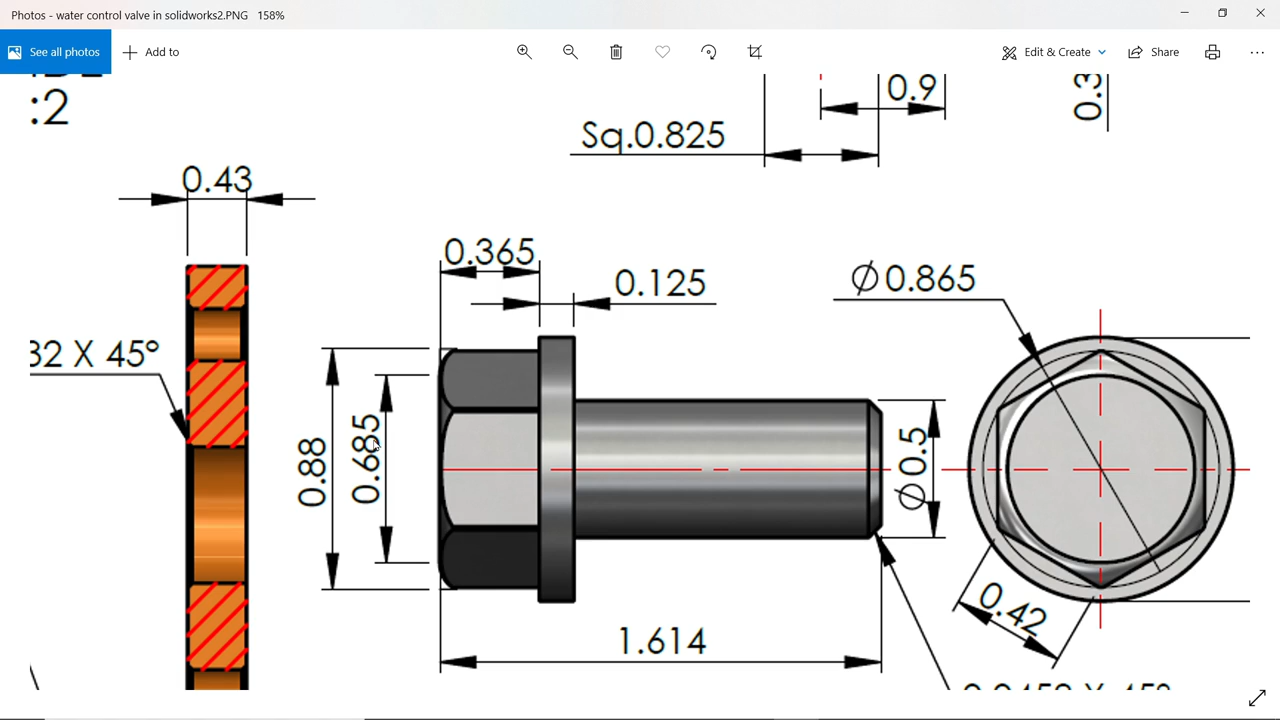 Photos - water control valve in solidworks2.PNG 158%
See all photos
Add to
Edit & Create
Share
:2
0.9
0.3
Sq.0.825
0.43
0.365
0.125
Ø 0.865
32 X 45°
0.88
0.685
Ø 0.5
0.42
1.614